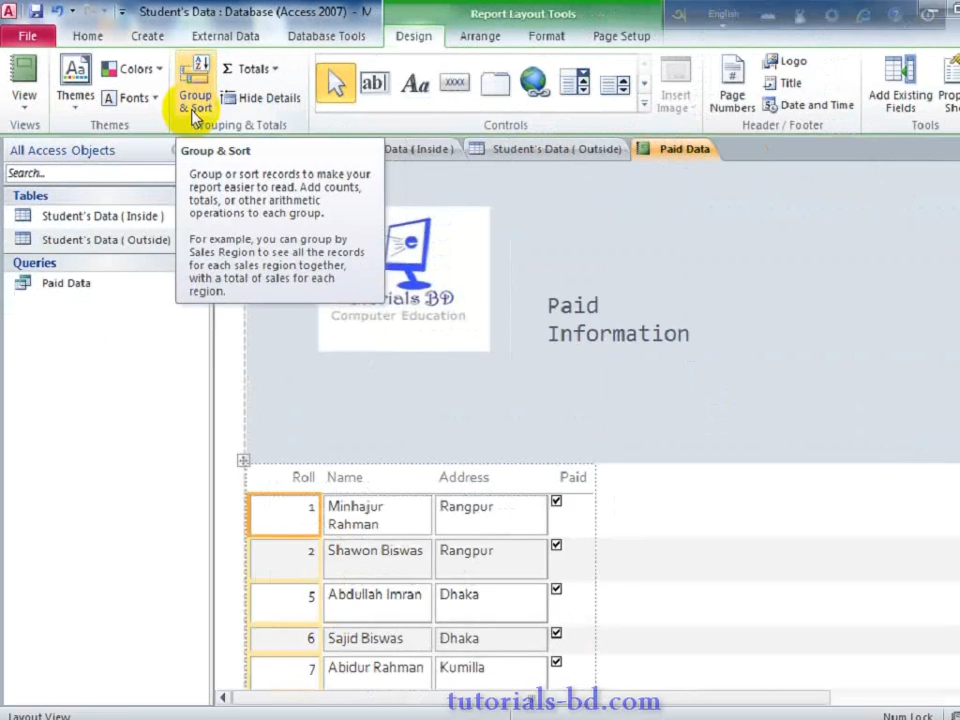 Student's Data : Database (Access 2007) - M
Report Layout Tools
English
File
Home
Create
External Data
Database Tools
Design
Arrange
Format
Page Setup
View
Views
Themes
Colors
Fonts
Themes
Group
& Sort
Totals
Hide Details
Grouping & Totals
ab|
Aa
XXXX
Controls
Insert
Image
Page
Numbers
Logo
Title
Date and Time
Header / Footer
Add Existing
Fields
Tools
All Access Objects
Search...
Tables
Student's Data ( Inside )
Student's Data ( Outside)
Queries
Paid Data
Group & Sort
Group or sort records to make your
report easier to read. Add counts,
totals, or other arithmetic
operations to each group.
For example, you can group by
Sales Region to see all the records
for each sales region together,
with a total of sales for each
region.
Data ( Inside )
Student's Data ( Outside)
Paid Data
BD
Computer Education
Paid
Information
Roll Name Address Paid
1 Minhajur Rangpur
Rahman
2 Shawon Biswas Rangpur
5 Abdullah Imran Dhaka
6 Sajid Biswas Dhaka
7 Abidur Rahman Kumilla
tutorials-bd.com
Layout View
Num Lock